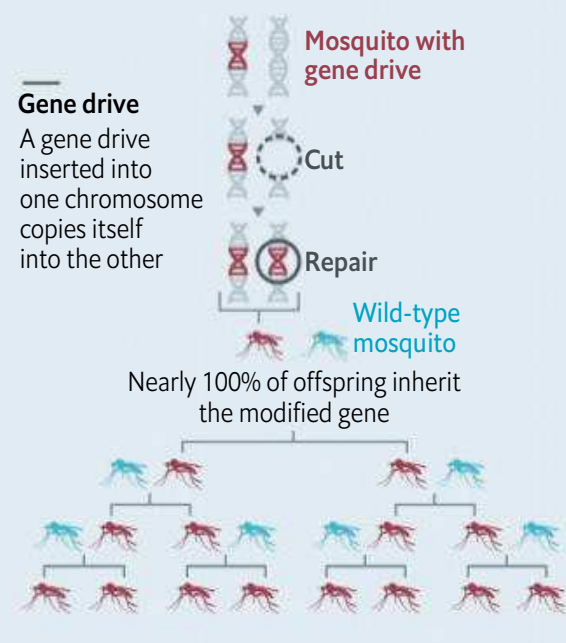 Mosquito with
gene drive
Gene drive
A gene drive
inserted into
one chromosome
copies itself
into the other
Cut
Repair
Wild-type
mosquito
Nearly 100% of offspring inherit
the modified gene